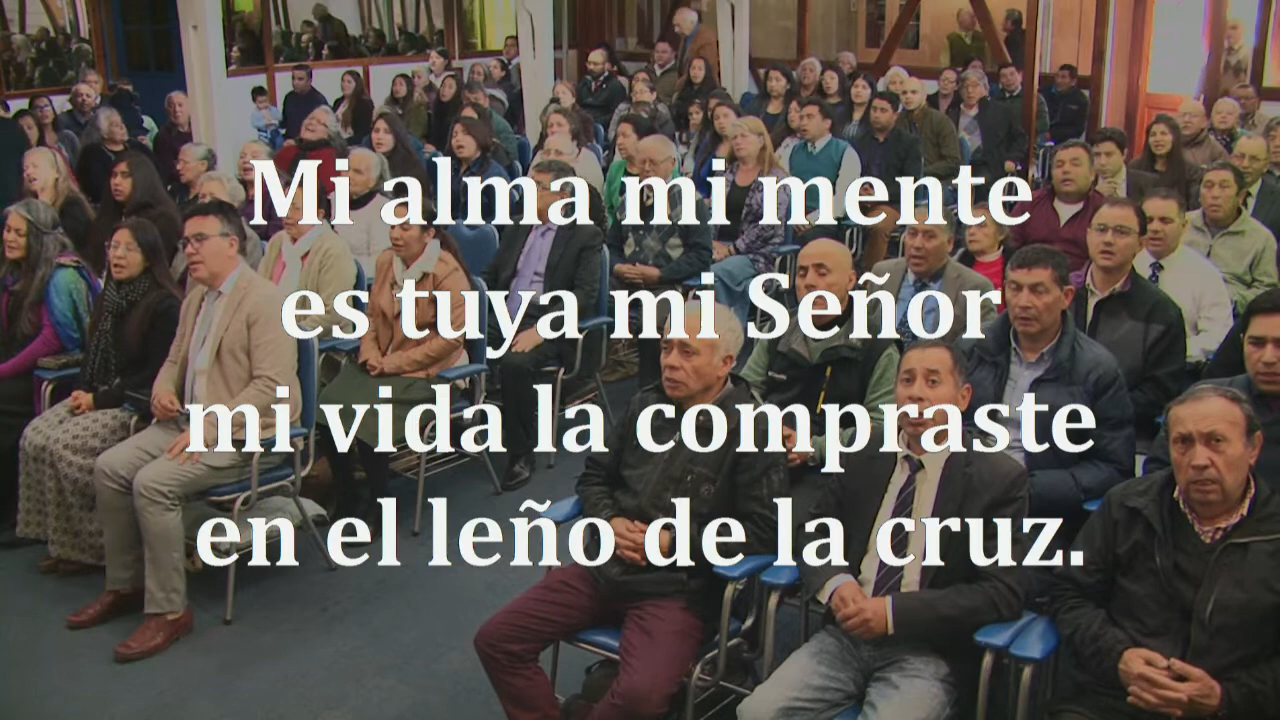 Mi alma mi mente
es tuya mi Señor
mi vida la compraste
en el leño de la cruz.